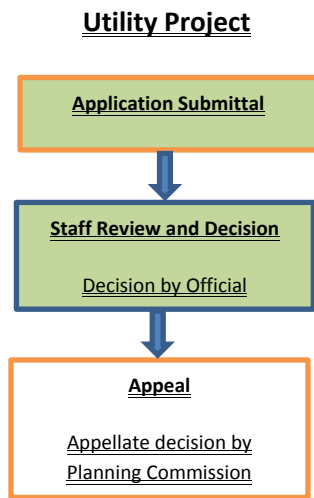 Utility Project
Application Submittal
Staff Review and Decision
Decision by Official
Appeal
Appellate decision by
Planning Commission